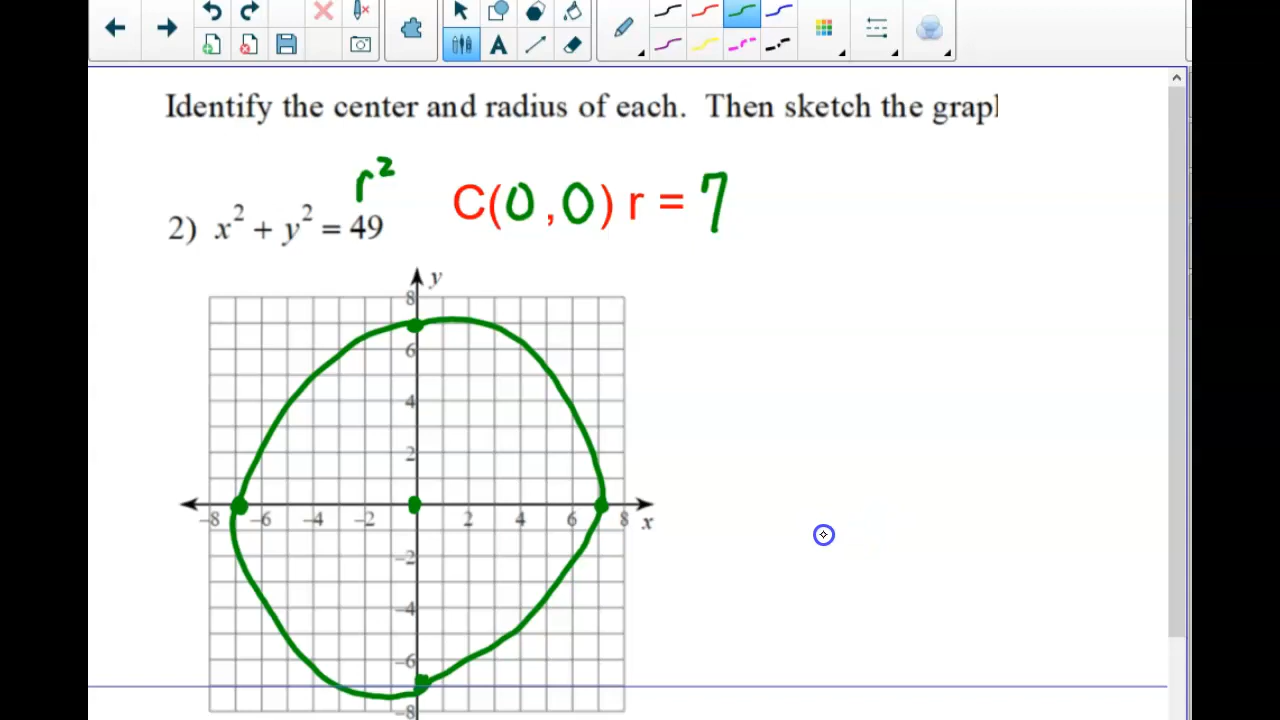 Identify the center and radius of each. Then sketch the graph
r²
C(0,0) r = 7
2) x² + y² = 49
y
8
6
4
2
-8 -6 -4 -2 2 4 6 8 x
-2
-4
-6
-8